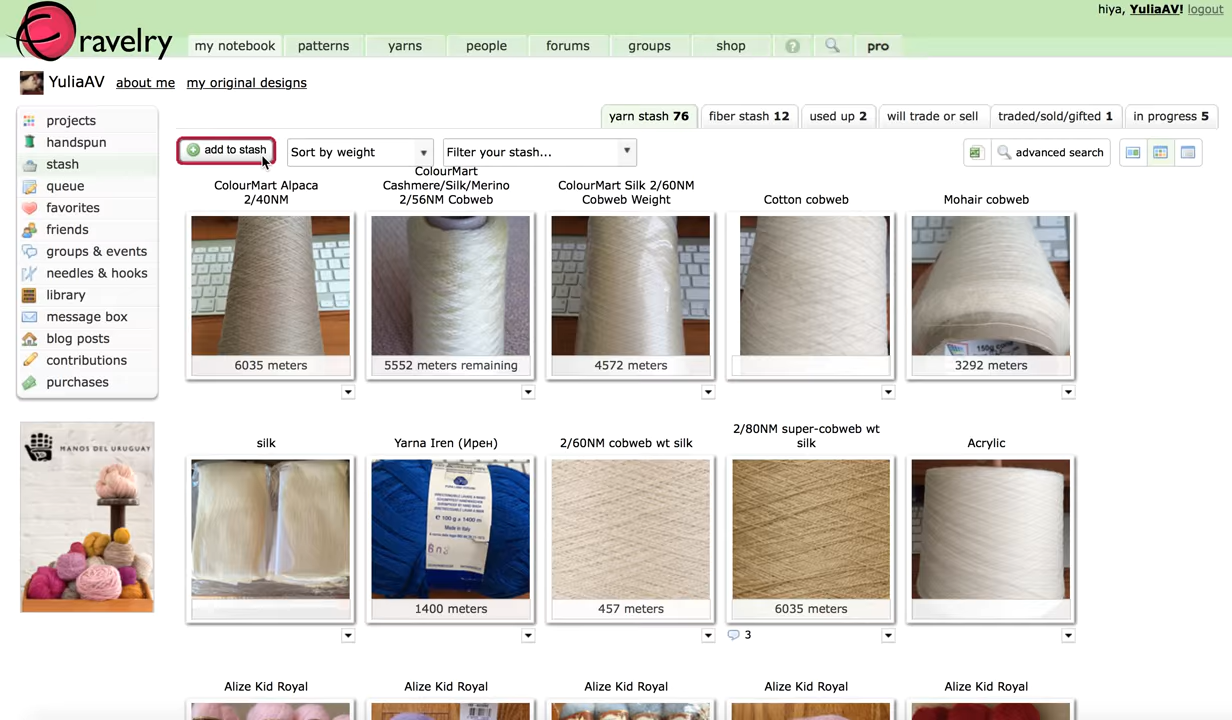 hiya, YuliaAV! logout
ravelry
my notebook patterns yarns people forums groups shop ? pro
YuliaAV about me my original designs
yarn stash 76 fiber stash 12 used up 2 will trade or sell traded/sold/gifted 1 in progress 5
add to stash Sort by weight Filter your stash... advanced search
projects
handspun
stash
queue
favorites
friends
groups & events
needles & hooks
library
message box
blog posts
contributions
purchases
MANOS DEL URUGUAY
ColourMart Alpaca
2/40NM
6035 meters
ColourMart
Cashmere/Silk/Merino
2/56NM Cobweb
5552 meters remaining
ColourMart Silk 2/60NM
Cobweb Weight
4572 meters
Cotton cobweb
Mohair cobweb
3292 meters
silk
Yarna Iren (Ирен)
℮ 100 g x 1400 m
Made in Italy
1400 meters
2/60NM cobweb wt silk
457 meters
2/80NM super-cobweb wt
silk
6035 meters
3
Acrylic
Alize Kid Royal
Alize Kid Royal
Alize Kid Royal
Alize Kid Royal
Alize Kid Royal